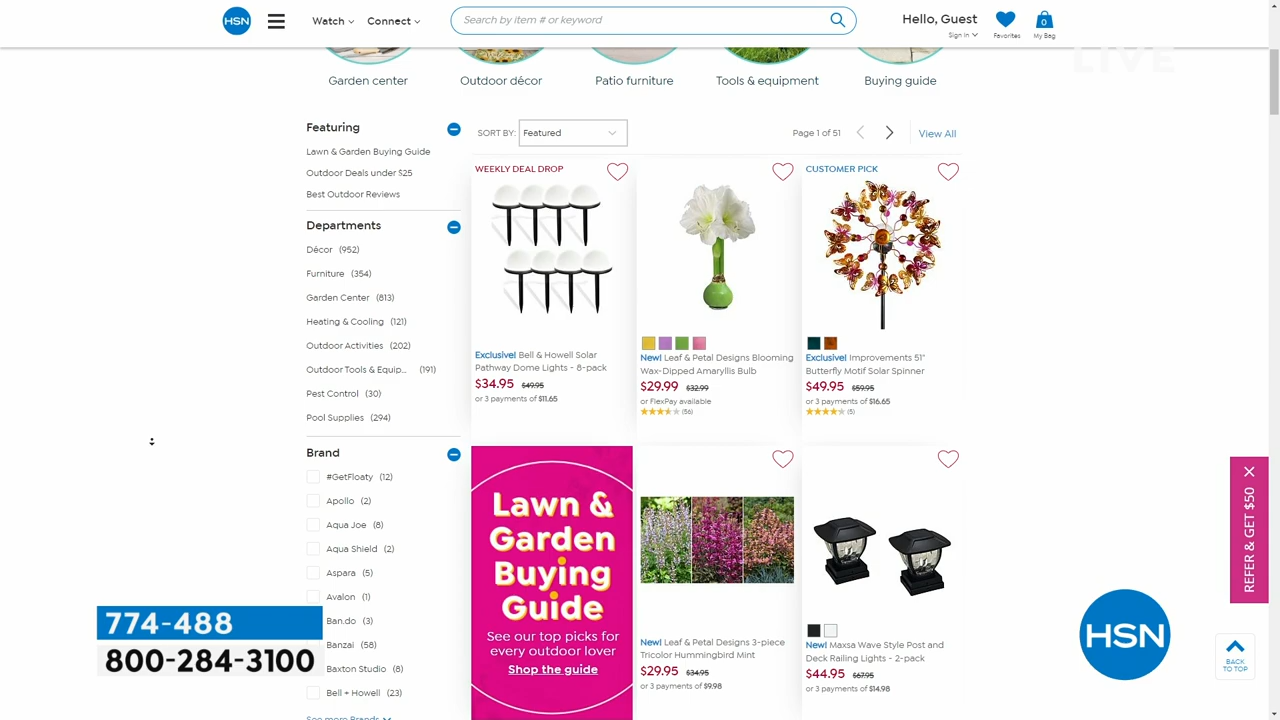 HSN
Watch
Connect
Search by item # or keyword
Hello, Guest
Sign In
Favorites
0
My Bag
LIVE
Garden center
Outdoor décor
Patio furniture
Tools & equipment
Buying guide
Featuring
Lawn & Garden Buying Guide
Outdoor Deals under $25
Best Outdoor Reviews
Departments
Décor (952)
Furniture (354)
Garden Center (813)
Heating & Cooling (121)
Outdoor Activities (202)
Outdoor Tools & Equip... (191)
Pest Control (30)
Pool Supplies (294)
Brand
#GetFloaty (12)
Apollo (2)
Aqua Joe (8)
Aqua Shield (2)
Aspara (5)
Avalon (1)
Ban.do (3)
Banzai (58)
Baxton Studio (8)
Bell + Howell (23)
See more Brands
SORT BY: Featured
Page 1 of 51
View All
WEEKLY DEAL DROP
Exclusive! Bell & Howell Solar
Pathway Dome Lights - 8-pack
$34.95 $49.95
or 3 payments of $11.65
New! Leaf & Petal Designs Blooming
Wax-Dipped Amaryllis Bulb
$29.99 $32.99
or FlexPay available
(56)
CUSTOMER PICK
Exclusive! Improvements 51"
Butterfly Motif Solar Spinner
$49.95 $59.95
or 3 payments of $16.65
(5)
Lawn &
Garden
Buying
Guide
See our top picks for
every outdoor lover
Shop the guide
New! Leaf & Petal Designs 3-piece
Tricolor Hummingbird Mint
$29.95 $34.95
or 3 payments of $9.98
New! Maxsa Wave Style Post and
Deck Railing Lights - 2-pack
$44.95 $67.95
or 3 payments of $14.98
REFER & GET $50
774-488
800-284-3100
HSN
BACK
TO TOP